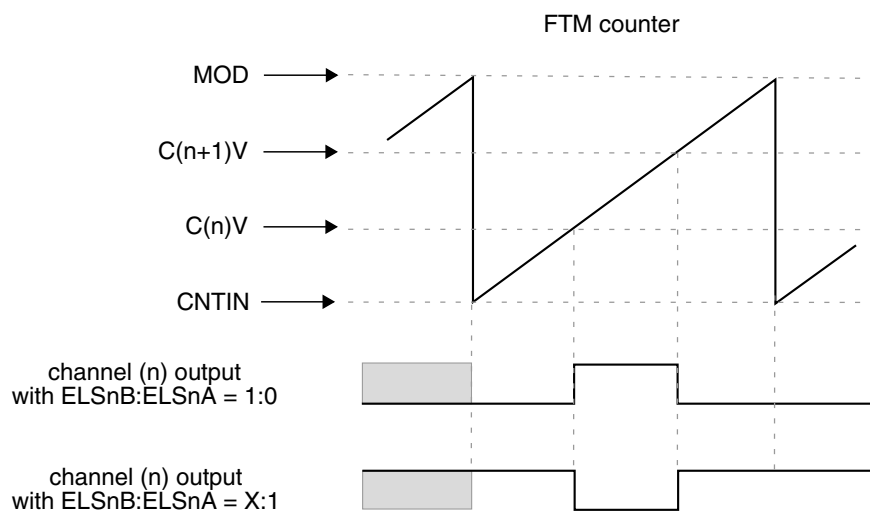 FTM counter
MOD
C(n+1)V
C(n)V
CNTIN
channel (n) output
with ELSnB:ELSnA = 1:0
channel (n) output
with ELSnB:ELSnA = X:1